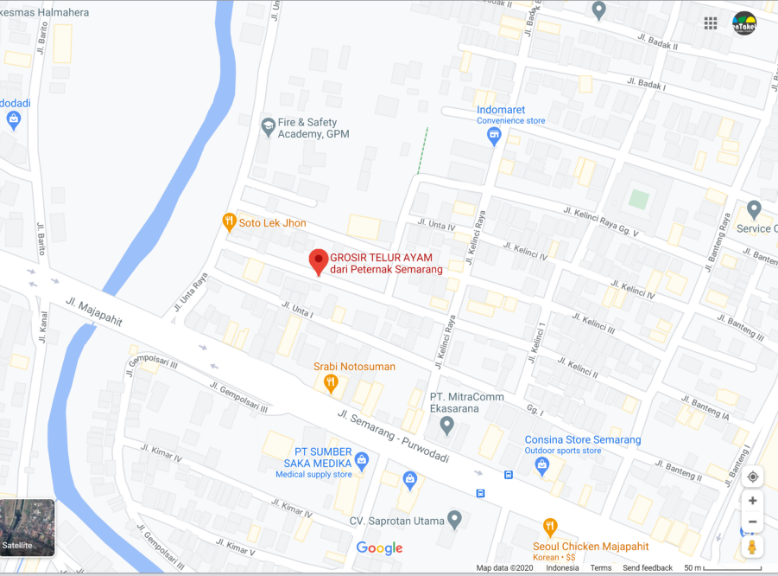 kesmas Halmahera
Jl. Barito
Jl. Unta
Jl. Bada
Jl. Badak II
Jl. Badak I
dodadi
Indomaret
Convenience store
Fire & Safety
Academy, GPM
Soto Lek Jhon
Jl. Unta IV
Jl. Kelinci Raya
Jl. Kelinci Raya Gg. V
Service C
Jl. Barito
GROSIR TELUR AYAM
dari Peternak Semarang
Jl. Kelinci IV
Jl. Kelinci IV
Jl. Banteng Raya
Jl. Banten
Jl. Unta Raya
Jl. Majapahit
Jl. Kanal
Jl. Unta I
Jl. Kelinci Raya
Jl. Kelinci 1
Jl. Kelinci III
Jl. Banteng III
Jl. Gempolsari III
Jl. Gempolsari III
Srabi Notosuman
Jl. Kelinci II
PT. MitraComm
Ekasarana
Gg. I
Jl. Banteng IA
Jl. Semarang - Purwodadi
Consina Store Semarang
Outdoor sports store
Jl. Kimar IV
PT SUMBER
SAKA MEDIKA
Medical supply store
Jl. Banteng II
Jl. Banteng I
Jl. Kimar IV
CV. Saprotan Utama
Jl. Gempolsari III
Jl. Kimar V
Satellite
Google
Seoul Chicken Majapahit
Korean • $$
Map data ©2020
Indonesia
Terms
Send feedback
50 m